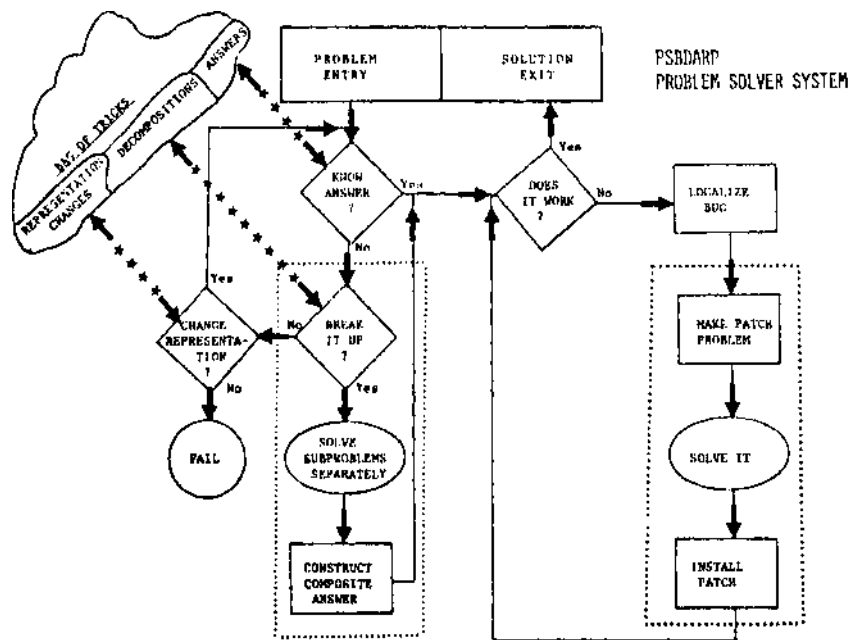 PSBDARP
PROBLEM SOLVER SYSTEM
PROBLEM
ENTRY
SOLUTION
EXIT
ANSWERS
BAG OF TRICKS
DECOMPOSITIONS
REPRESENTATION
CHANGES
KNOW
ANSWER
?
Yes
No
DOES
IT WORK
?
Yes
No
LOCALIZE
BUG
CHANGE
REPRESENTA-
TION
?
Yes
No
BREAK
IT UP
?
No
Yes
MAKE PATCH
PROBLEM
FAIL
SOLVE
SUBPROBLEMS
SEPARATELY
SOLVE IT
CONSTRUCT
COMPOSITE
ANSWER
INSTALL
PATCH